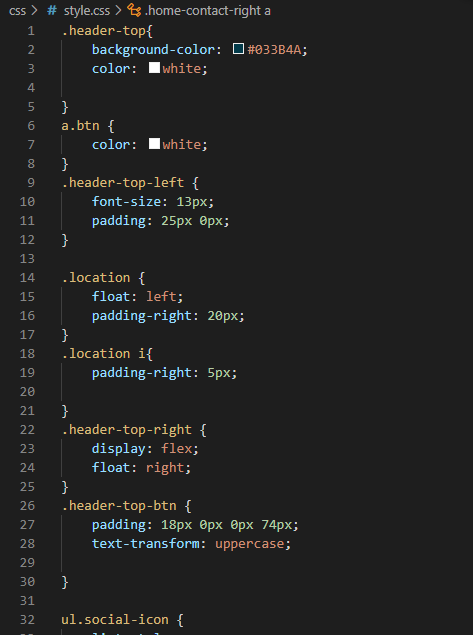 css > # style.css > .home-contact-right a
1 .header-top{
2 background-color: #033B4A;
3 color: white;
4
5 }
6 a.btn {
7 color: white;
8 }
9 .header-top-left {
10 font-size: 13px;
11 padding: 25px 0px;
12 }
13
14 .location {
15 float: left;
16 padding-right: 20px;
17 }
18 .location i{
19 padding-right: 5px;
20
21 }
22 .header-top-right {
23 display: flex;
24 float: right;
25 }
26 .header-top-btn {
27 padding: 18px 0px 0px 74px;
28 text-transform: uppercase;
29
30 }
31
32 ul.social-icon {